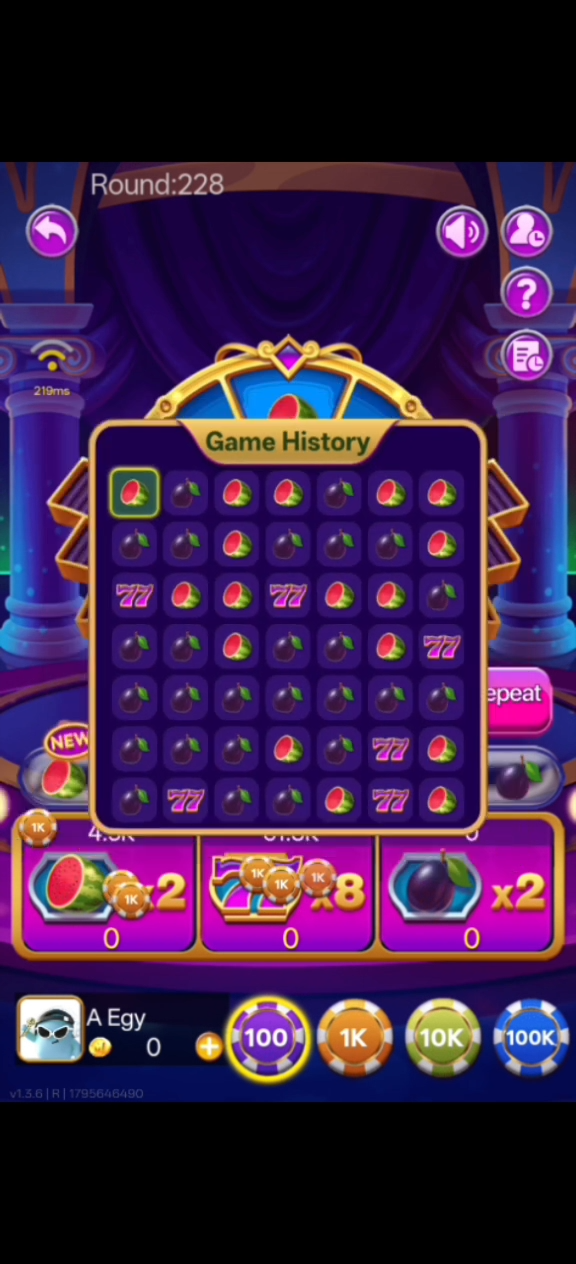 Round:228
219ms
Game History
77
77
77
epeat
NEW
77
77
77
1K
x2
1K
1K
1K
1K
x8
x2
0
0
0
A Egy
0
100
1K
10K
100K
v1.3.6 | R | 1795646490